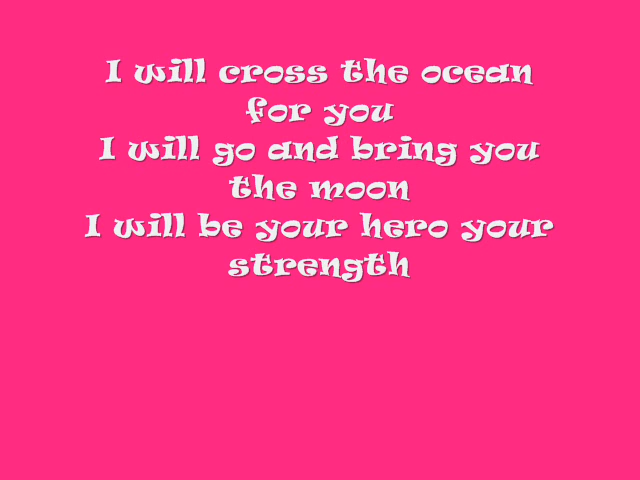 I will cross the ocean
for you
I will go and bring you
the moon
I will be your hero your
strength